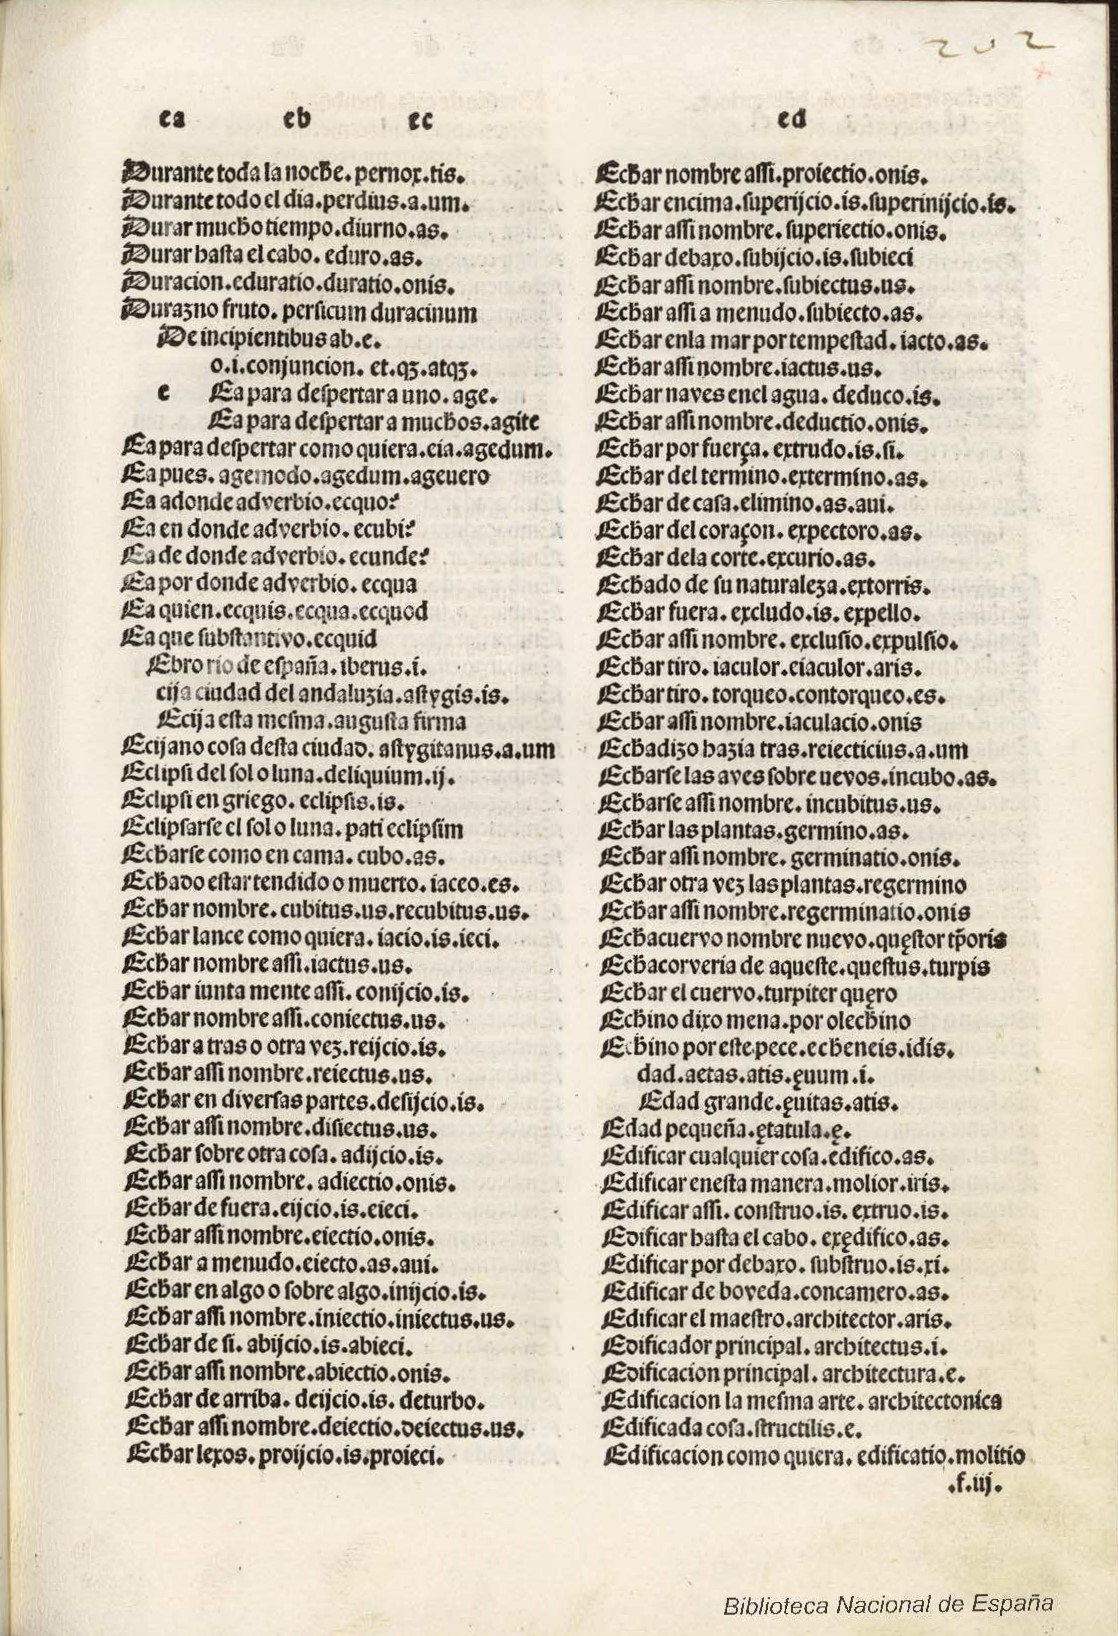 202
ea eb ec ed
Durante toda la noche. pernox. tis.
Durante todo el dia. perdius. a. um.
Durar mucho tiempo. diurno. as.
Durar hasta el cabo. eduro. as.
Duracion. eduratio. duratio. onis.
Durazno fruto. persicum duracinum
De incipientibus ab. e.
o. i. conjuncion. et. qȝ. atqȝ.
e Ea para despertar a uno. age.
Ea para despertar a muchos. agite
Ea para despertar como quiera. eia. agedum.
Ea pues. agemodo. agedum. ageuero
Ea adonde adverbio. ecquo?
Ea en donde adverbio. ecubi?
Ea de donde adverbio. ecunde?
Ea por donde adverbio. ecqua
Ea quien. ecquis. ecqua. ecquod
Ea que substantivo. ecquid
Ebro rio de españa. iberus. i.
cija ciudad del andaluzia. astygis. is.
Ecija esta mesma. augusta firma
Ecijano cosa desta ciudad. astygitanus. a. um
Eclipsi del sol o luna. deliquium. ij.
Eclipsi en griego. eclipsis. is.
Eclipsarse el sol o luna. pati eclipsim
Echarse como en cama. cubo. as.
Echado estar tendido o muerto. iaceo. es.
Echar nombre. cubitus. us. recubitus. us.
Echar lance como quiera. iacio. is. ieci.
Echar nombre assi. iactus. us.
Echar iunta mente assi. conijcio. is.
Echar nombre assi. coniectus. us.
Echar a tras o otra vez. reijcio. is.
Echar assi nombre. reiectus. us.
Echar en diversas partes. desijcio. is.
Echar assi nombre. disiectus. us.
Echar sobre otra cosa. adijcio. is.
Echar assi nombre. adiectio. onis.
Echar de fuera. eijcio. is. eieci.
Echar assi nombre. eiectio. onis.
Echar a menudo. eiecto. as. aui.
Echar en algo o sobre algo. inijcio. is.
Echar assi nombre. iniectio. iniectus. us.
Echar de si. abijcio. is. abieci.
Echar assi nombre. abiectio. onis.
Echar de arriba. deijcio. is. deturbo.
Echar assi nombre. deiectio. deiectus. us.
Echar lexos. proijcio. is. proieci.
Echar nombre assi. proiectio. onis.
Echar encima. superijcio. is. superinijcio. is.
Echar assi nombre. superiectio. onis.
Echar debaxo. subijcio. is. subieci
Echar assi nombre. subiectus. us.
Echar assi a menudo. subiecto. as.
Echar enla mar por tempestad. iacto. as.
Echar assi nombre. iactus. us.
Echar naves enel agua. deduco. is.
Echar assi nombre. deductio. onis.
Echar por fuerça. extrudo. is. si.
Echar del termino. extermino. as.
Echar de casa. elimino. as. aui.
Echar del coraçon. expectoro. as.
Echar dela corte. excurio. as.
Echado de su naturaleza. extorris.
Echar fuera. excludo. is. expello.
Echar assi nombre. exclusio. expulsio.
Echar tiro. iaculor. eiaculor. aris.
Echar tiro. torqueo. contorqueo. es.
Echar assi nombre. iaculacio. onis
Echadizo hazia tras. reiecticius. a. um
Echarse las aves sobre uevos. incubo. as.
Echarse assi nombre. incubitus. us.
Echar las plantas. germino. as.
Echar assi nombre. germinatio. onis.
Echar otra vez las plantas. regermino
Echar assi nombre. regerminatio. onis
Echacuervo nombre nuevo. quęstor tp̄oris
Echacorveria de aqueste. questus. turpis
Echar el cuervo. turpiter quęro
Echino dixo mena. por olechino
Echino por este pece. echeneis. idis.
dad. aetas. atis. ęuum. i.
Edad grande. ęuitas. atis.
Edad pequeña. ętatula. ę.
Edificar cualquier cosa. edifico. as.
Edificar enesta manera. molior. iris.
Edificar assi. construo. is. extruo. is.
Edificar hasta el cabo. exędifico. as.
Edificar por debaxo. substruo. is. xi.
Edificar de boveda. concamero. as.
Edificar el maestro. architector. aris.
Edificador principal. architectus. i.
Edificacion principal. architectura. e.
Edificacion la mesma arte. architectonica
Edificada cosa. structilis. e.
Edificacion como quiera. edificatio. molitio
.f. iij.
Biblioteca Nacional de España